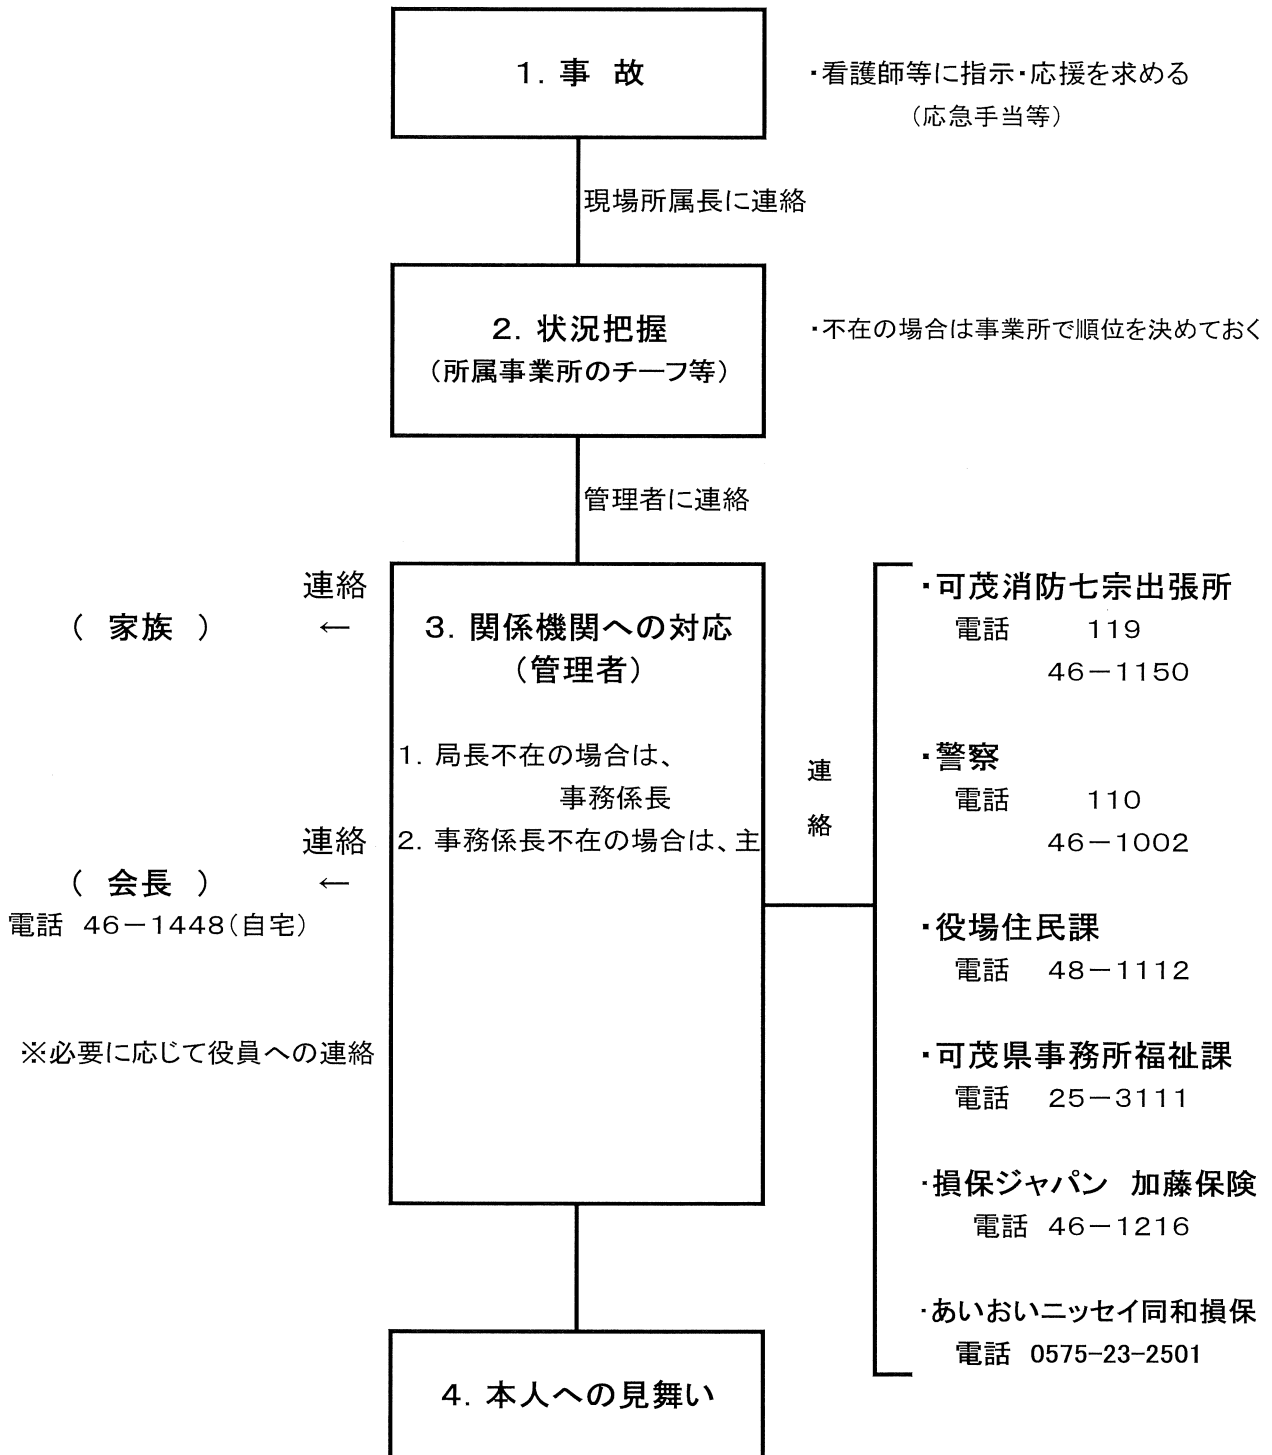 1. 事 故
・看護師等に指示・応援を求める
（応急手当等）
現場所属長に連絡
2. 状況把握
（所属事業所のチーフ等）
・不在の場合は事業所で順位を決めておく
管理者に連絡
3. 関係機関への対応
（管理者）
1. 局長不在の場合は、
事務係長
2. 事務係長不在の場合は、主
連絡
（ 家族 ） ←
連絡
（ 会長 ） ←
電話 46－1448（自宅）
※必要に応じて役員への連絡
連
絡
・可茂消防七宗出張所
電話 119
46－1150
・警察
電話 110
46－1002
・役場住民課
電話 48－1112
・可茂県事務所福祉課
電話 25－3111
・損保ジャパン 加藤保険
電話 46－1216
・あいおいニッセイ同和損保
電話 0575-23-2501
4. 本人への見舞い